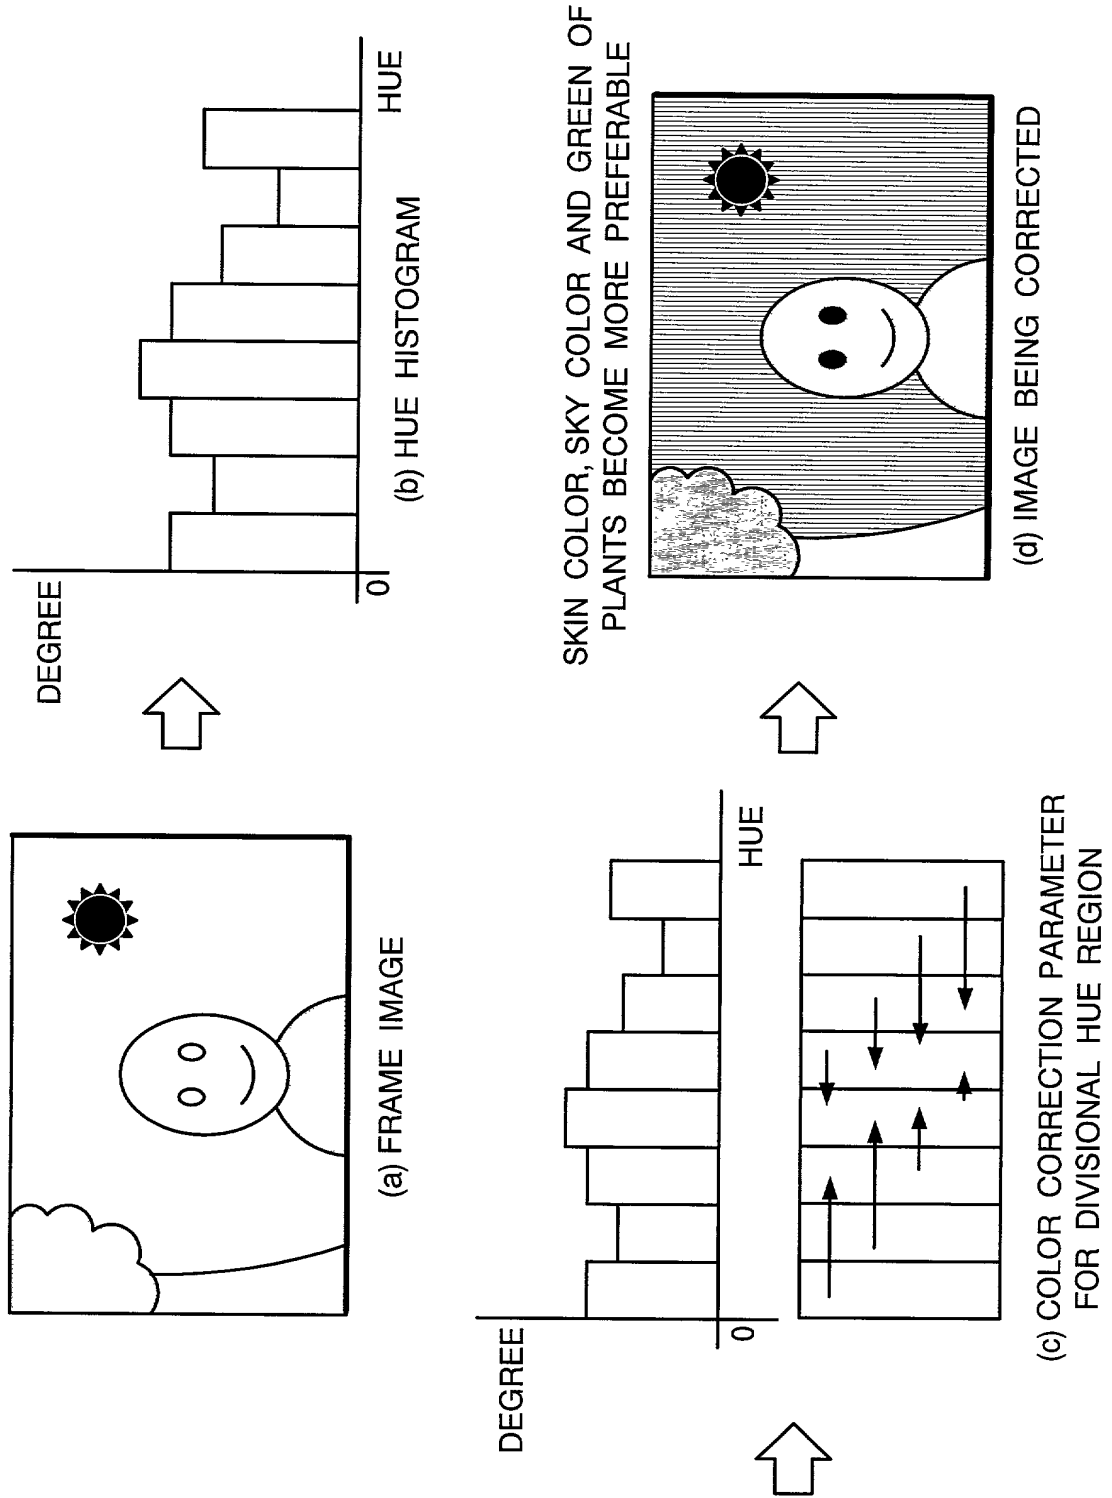 (a) FRAME IMAGE
DEGREE
0
HUE
(b) HUE HISTOGRAM
DEGREE
0
HUE
(c) COLOR CORRECTION PARAMETER
FOR DIVISIONAL HUE REGION
SKIN COLOR, SKY COLOR AND GREEN OF
PLANTS BECOME MORE PREFERABLE
(d) IMAGE BEING CORRECTED